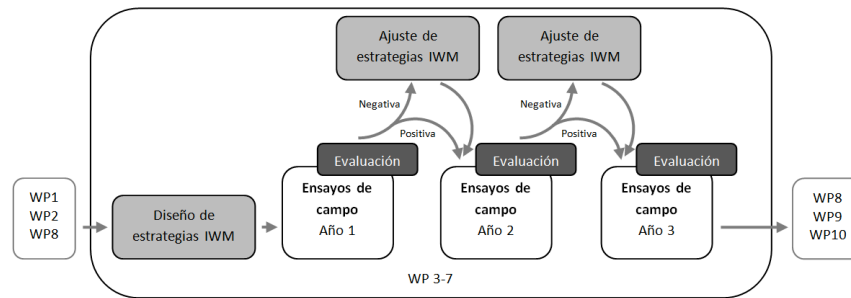 Ajuste de
estrategias IWM
Ajuste de
estrategias IWM
Negativa
Positiva
Negativa
Positiva
Evaluación
Evaluación
Evaluación
WP1
WP2
WP8
Diseño de
estrategias IWM
Ensayos de
campo
Año 1
Ensayos de
campo
Año 2
Ensayos de
campo
Año 3
WP8
WP9
WP10
WP 3-7